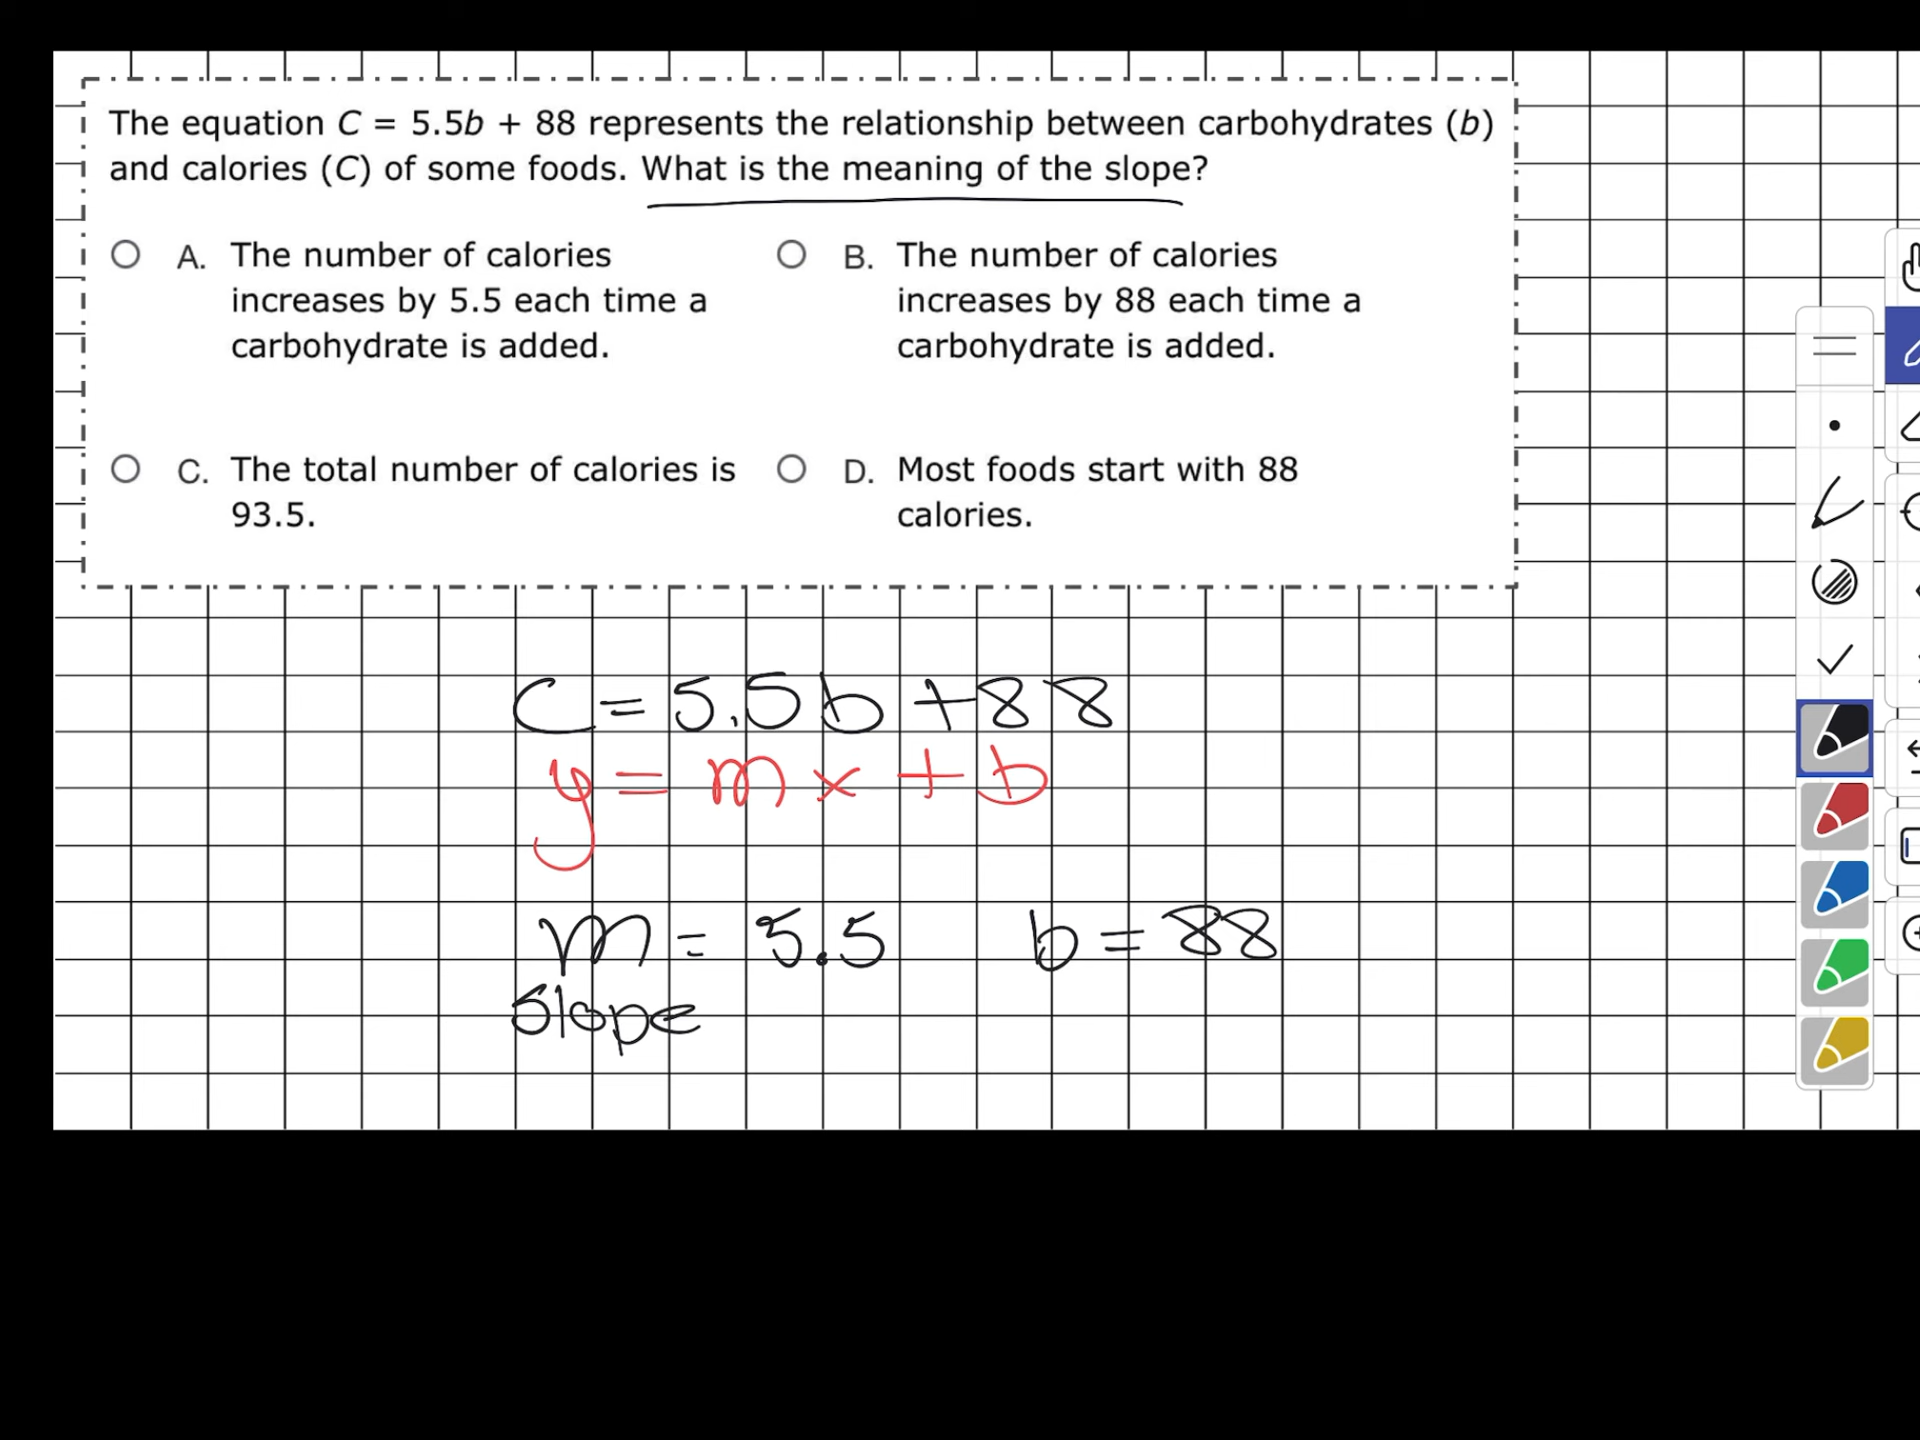 The equation C = 5.5b + 88 represents the relationship between carbohydrates (b)
and calories (C) of some foods. What is the meaning of the slope?
A. The number of calories
increases by 5.5 each time a
carbohydrate is added.
B. The number of calories
increases by 88 each time a
carbohydrate is added.
C. The total number of calories is
93.5.
D. Most foods start with 88
calories.
C = 5.5b + 88
y = mx + b
m = 5.5 b = 88
Slope